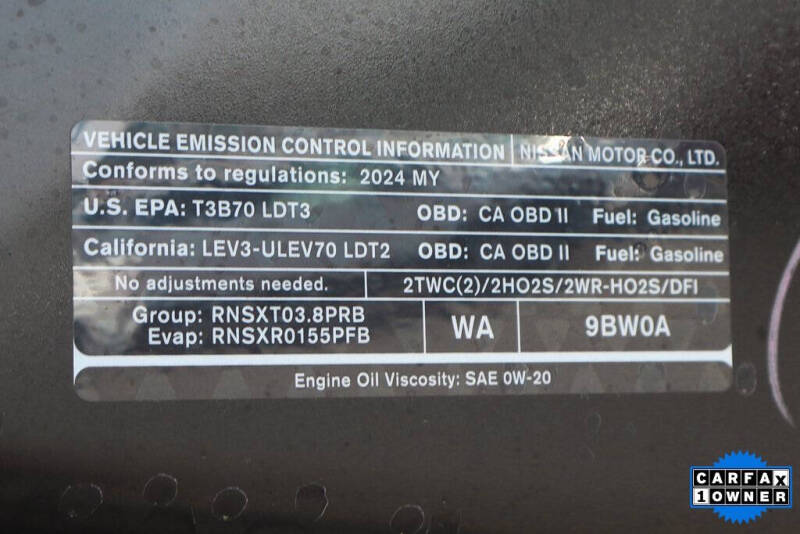 VEHICLE EMISSION CONTROL INFORMATION NISSAN MOTOR CO., LTD.
Conforms to regulations: 2024 MY
U.S. EPA: T3B70 LDT3 OBD: CA OBD II Fuel: Gasoline
California: LEV3-ULEV70 LDT2 OBD: CA OBD II Fuel: Gasoline
No adjustments needed. 2TWC(2)/2HO2S/2WR-HO2S/DFI
Group: RNSXT03.8PRB
Evap: RNSXR0155PFB
WA
9BW0A
Engine Oil Viscosity: SAE 0W-20
CARFAX
1 OWNER